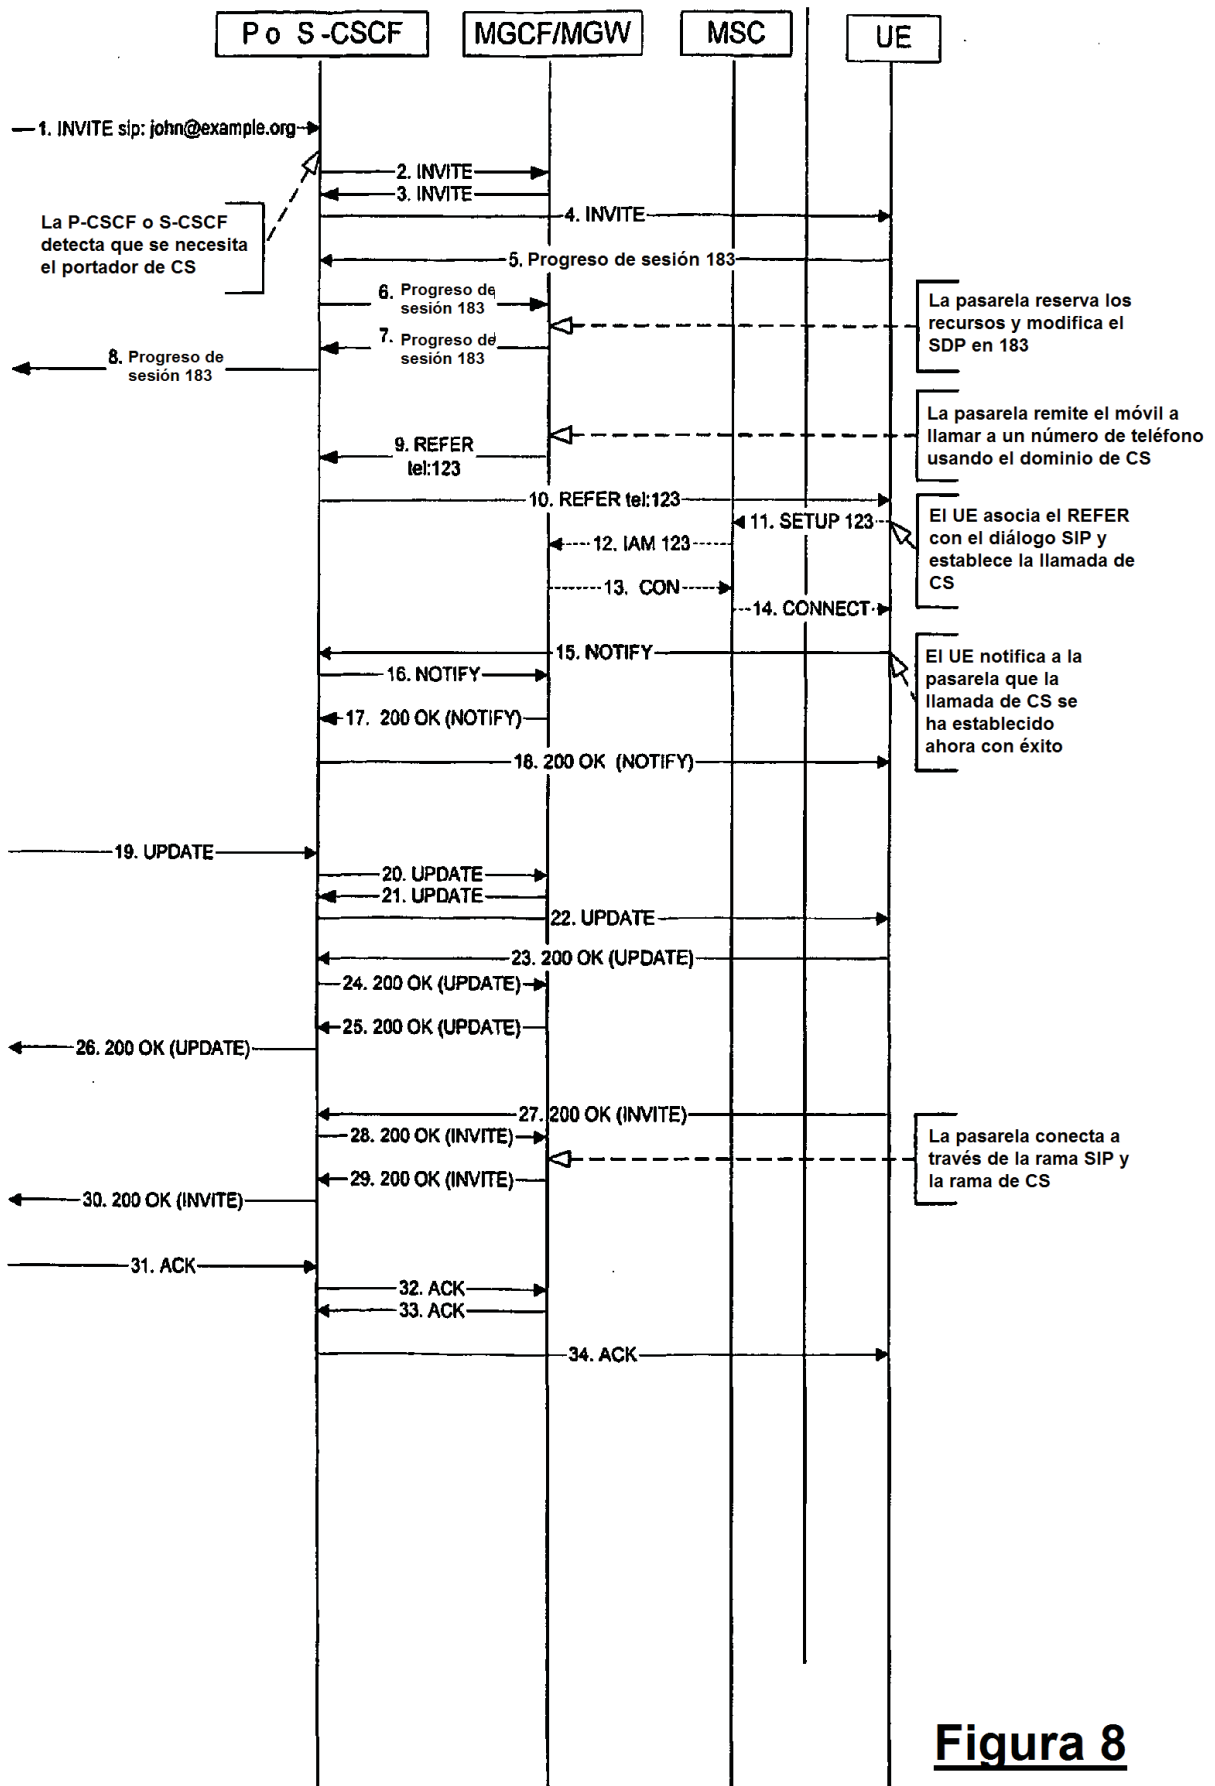 P o S-CSCF
MGCF/MGW
MSC
UE
1. INVITE sip: john@example.org
2. INVITE
3. INVITE
4. INVITE
La P-CSCF o S-CSCF
detecta que se necesita
el portador de CS
5. Progreso de sesión 183
6. Progreso de
sesión 183
7. Progreso de
sesión 183
8. Progreso de
sesión 183
La pasarela reserva los
recursos y modifica el
SDP en 183
La pasarela remite el móvil a
llamar a un número de teléfono
usando el dominio de CS
9. REFER
tel:123
10. REFER tel:123
11. SETUP 123
12. IAM 123
13. CON
14. CONNECT
El UE asocia el REFER
con el diálogo SIP y
establece la llamada de
CS
15. NOTIFY
16. NOTIFY
17. 200 OK (NOTIFY)
18. 200 OK (NOTIFY)
El UE notifica a la
pasarela que la
llamada de CS se
ha establecido
ahora con éxito
19. UPDATE
20. UPDATE
21. UPDATE
22. UPDATE
23. 200 OK (UPDATE)
24. 200 OK (UPDATE)
25. 200 OK (UPDATE)
26. 200 OK (UPDATE)
27. 200 OK (INVITE)
28. 200 OK (INVITE)
29. 200 OK (INVITE)
30. 200 OK (INVITE)
La pasarela conecta a
través de la rama SIP y
la rama de CS
31. ACK
32. ACK
33. ACK
34. ACK
Figura 8